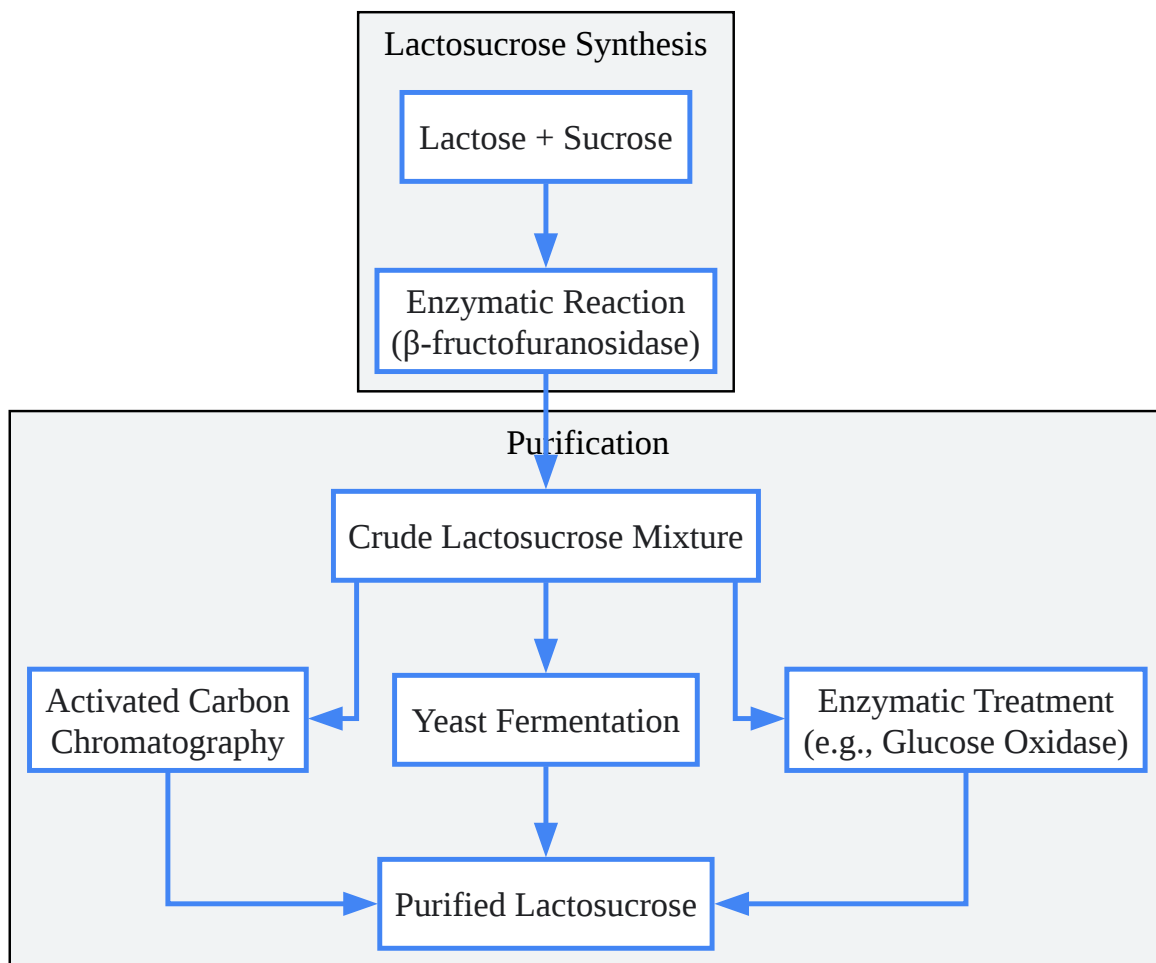 Lactosucrose Synthesis
Lactose + Sucrose
Enzymatic Reaction
(β-fructofuranosidase)
Purification
Crude Lactosucrose Mixture
Activated Carbon
Chromatography
Yeast Fermentation
Enzymatic Treatment
(e.g., Glucose Oxidase)
Purified Lactosucrose